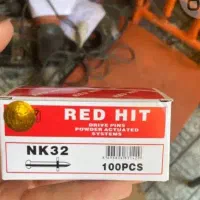 RED HIT
DRIVE PINS
POWDER ACTUATED
SYSTEMS
NK32
100PCS